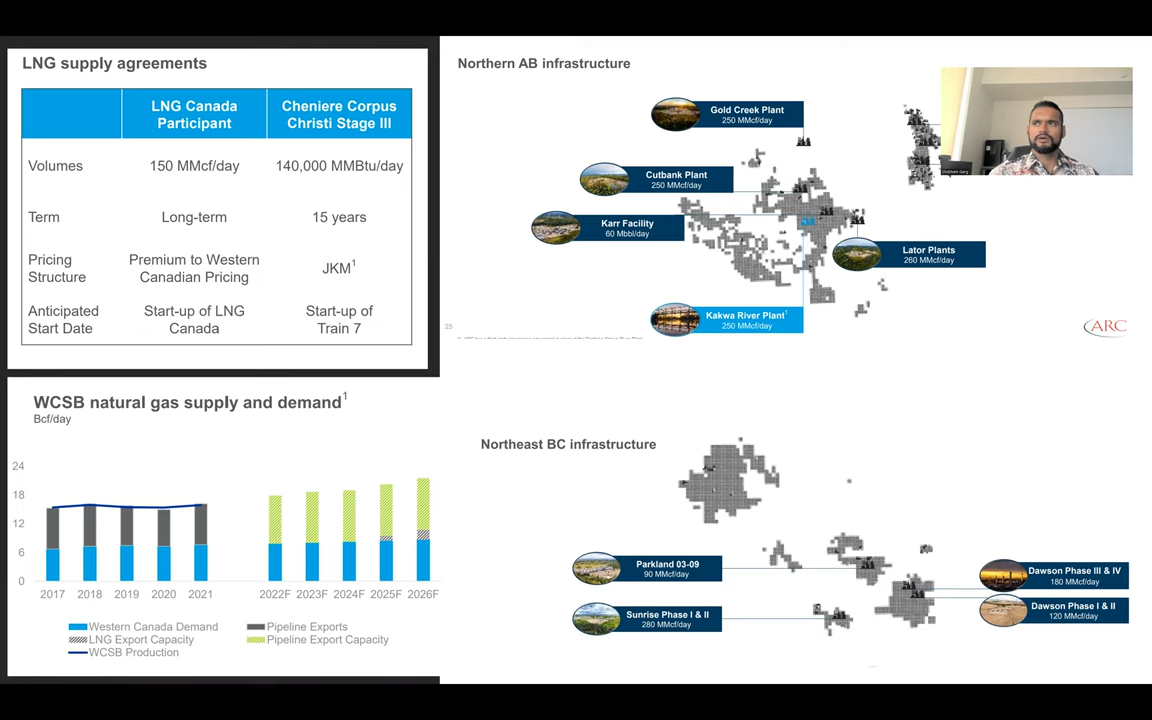 LNG supply agreements
LNG Canada Participant
Cheniere Corpus Christi Stage III
Volumes
150 MMcf/day
140,000 MMBtu/day
Term
Long-term
15 years
Pricing Structure
Premium to Western Canadian Pricing
JKM1
Anticipated Start Date
Start-up of LNG Canada
Start-up of Train 7
WCSB natural gas supply and demand1
Bcf/day
24
18
12
6
0
2017 2018 2019 2020 2021 2022F 2023F 2024F 2025F 2026F
Western Canada Demand
Pipeline Exports
LNG Export Capacity
Pipeline Export Capacity
WCSB Production
Northern AB infrastructure
Gold Creek Plant
250 MMcf/day
Cutbank Plant
250 MMcf/day
Karr Facility
60 Mbbl/day
Lator Plants
260 MMcf/day
Kakwa River Plant1
250 MMcf/day
25
ARC
Shubham Garg
Northeast BC infrastructure
Parkland 03-09
90 MMcf/day
Sunrise Phase I & II
280 MMcf/day
Dawson Phase III & IV
180 MMcf/day
Dawson Phase I & II
120 MMcf/day